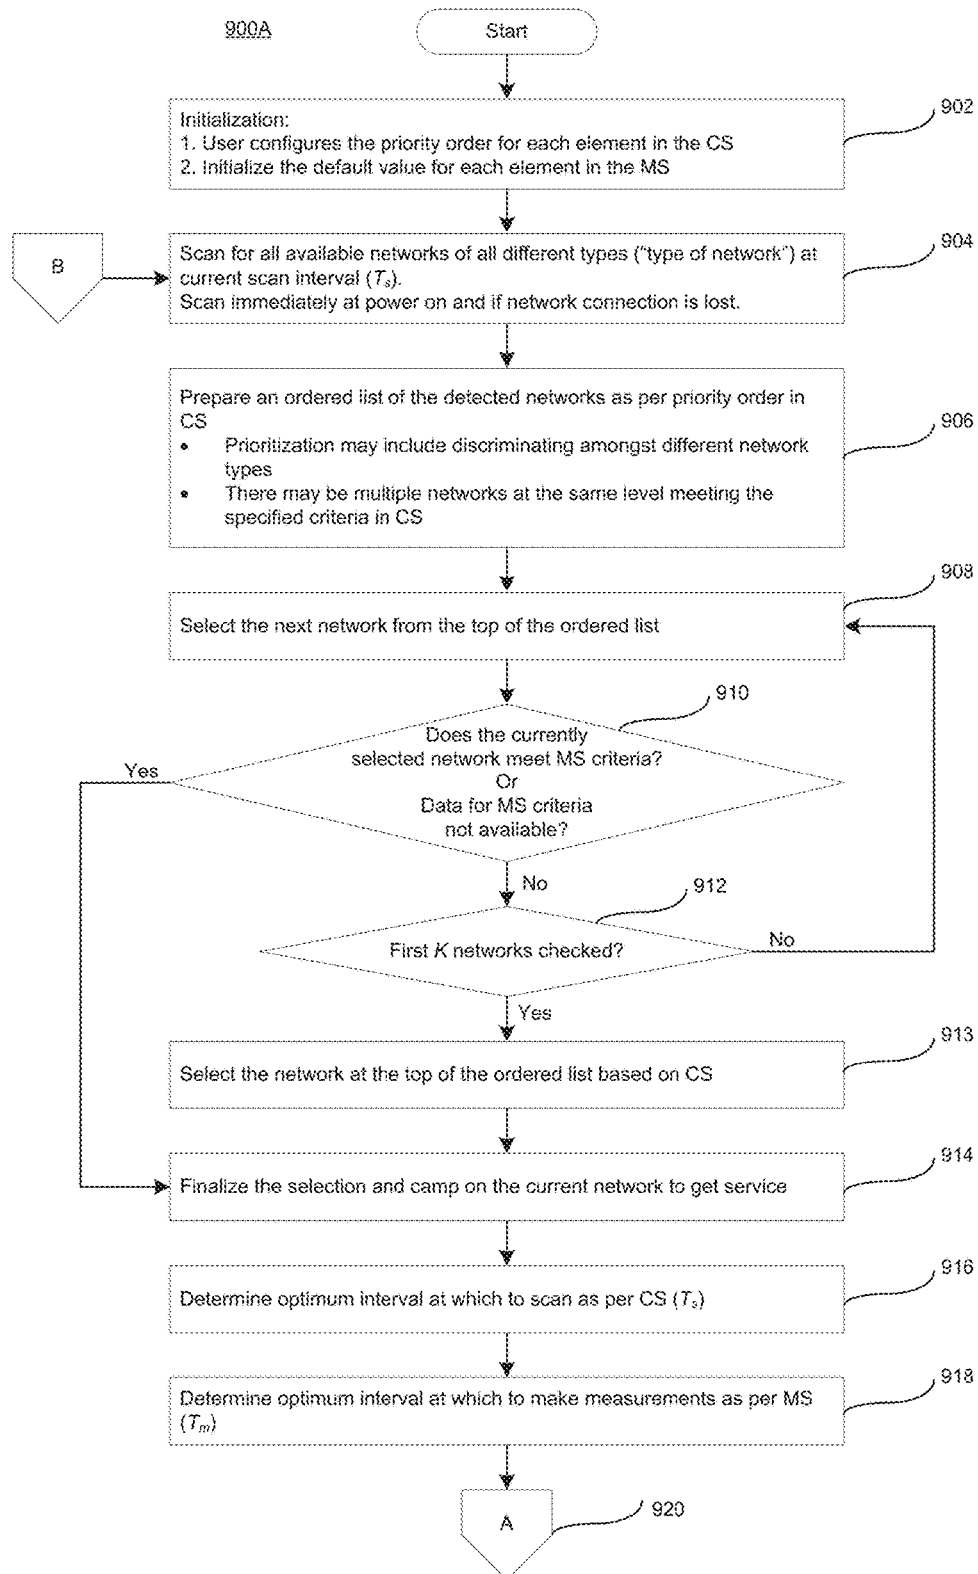 900A
Start
902
Initialization:
1. User configures the priority order for each element in the CS
2. Initialize the default value for each element in the MS
B
904
Scan for all available networks of all different types ("type of network") at
current scan interval (Ts).
Scan immediately at power on and if network connection is lost.
906
Prepare an ordered list of the detected networks as per priority order in
CS
• Prioritization may include discriminating amongst different network
types
• There may be multiple networks at the same level meeting the
specified criteria in CS
908
Select the next network from the top of the ordered list
910
Does the currently
selected network meet MS criteria?
Or
Data for MS criteria
not available?
Yes
No
912
First K networks checked?
No
Yes
913
Select the network at the top of the ordered list based on CS
914
Finalize the selection and camp on the current network to get service
916
Determine optimum interval at which to scan as per CS (Ts)
918
Determine optimum interval at which to make measurements as per MS
(Tm)
A
920